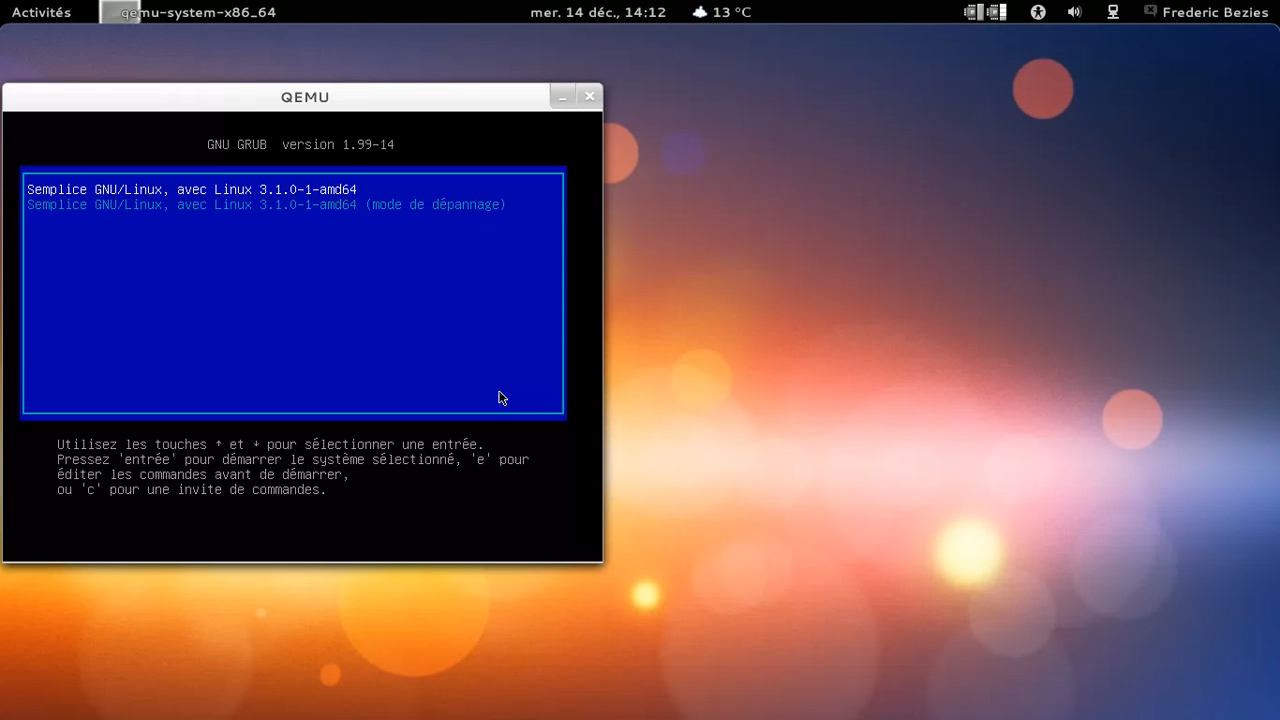 Activités qemu-system-x86_64 mer. 14 déc., 14:12 13 °C Frederic Bezies
QEMU
GNU GRUB version 1.99-14
Semplice GNU/Linux, avec Linux 3.1.0-1-amd64
Semplice GNU/Linux, avec Linux 3.1.0-1-amd64 (mode de dépannage)
Utilisez les touches ↑ et ↓ pour sélectionner une entrée.
Pressez 'entrée' pour démarrer le système sélectionné, 'e' pour
éditer les commandes avant de démarrer,
ou 'c' pour une invite de commandes.